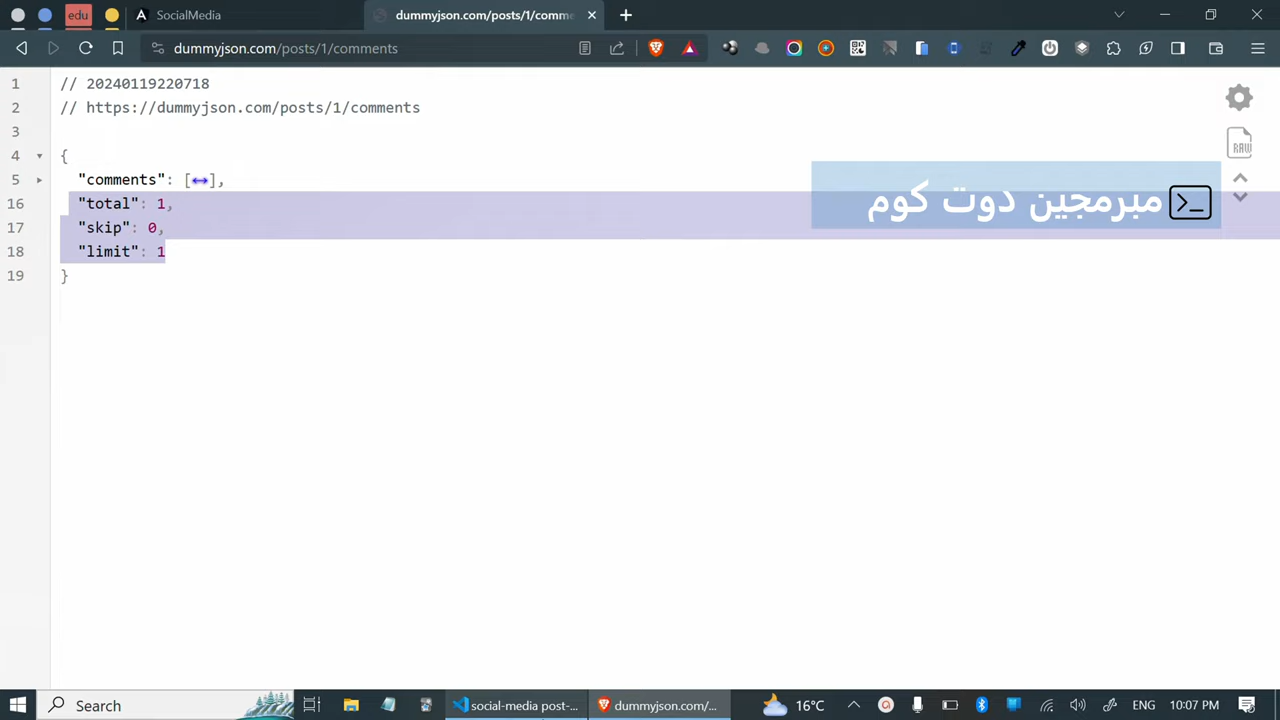 edu
SocialMedia
dummyjson.com/posts/1/comme
dummyjson.com/posts/1/comments
1 // 20240119220718
2 // https://dummyjson.com/posts/1/comments
3
4 {
5 "comments": [↔],
16 "total": 1,
17 "skip": 0,
18 "limit": 1
19 }
RAW
مبرمجين دوت كوم
Search
social-media post-...
dummyjson.com/...
16°C
ENG
10:07 PM